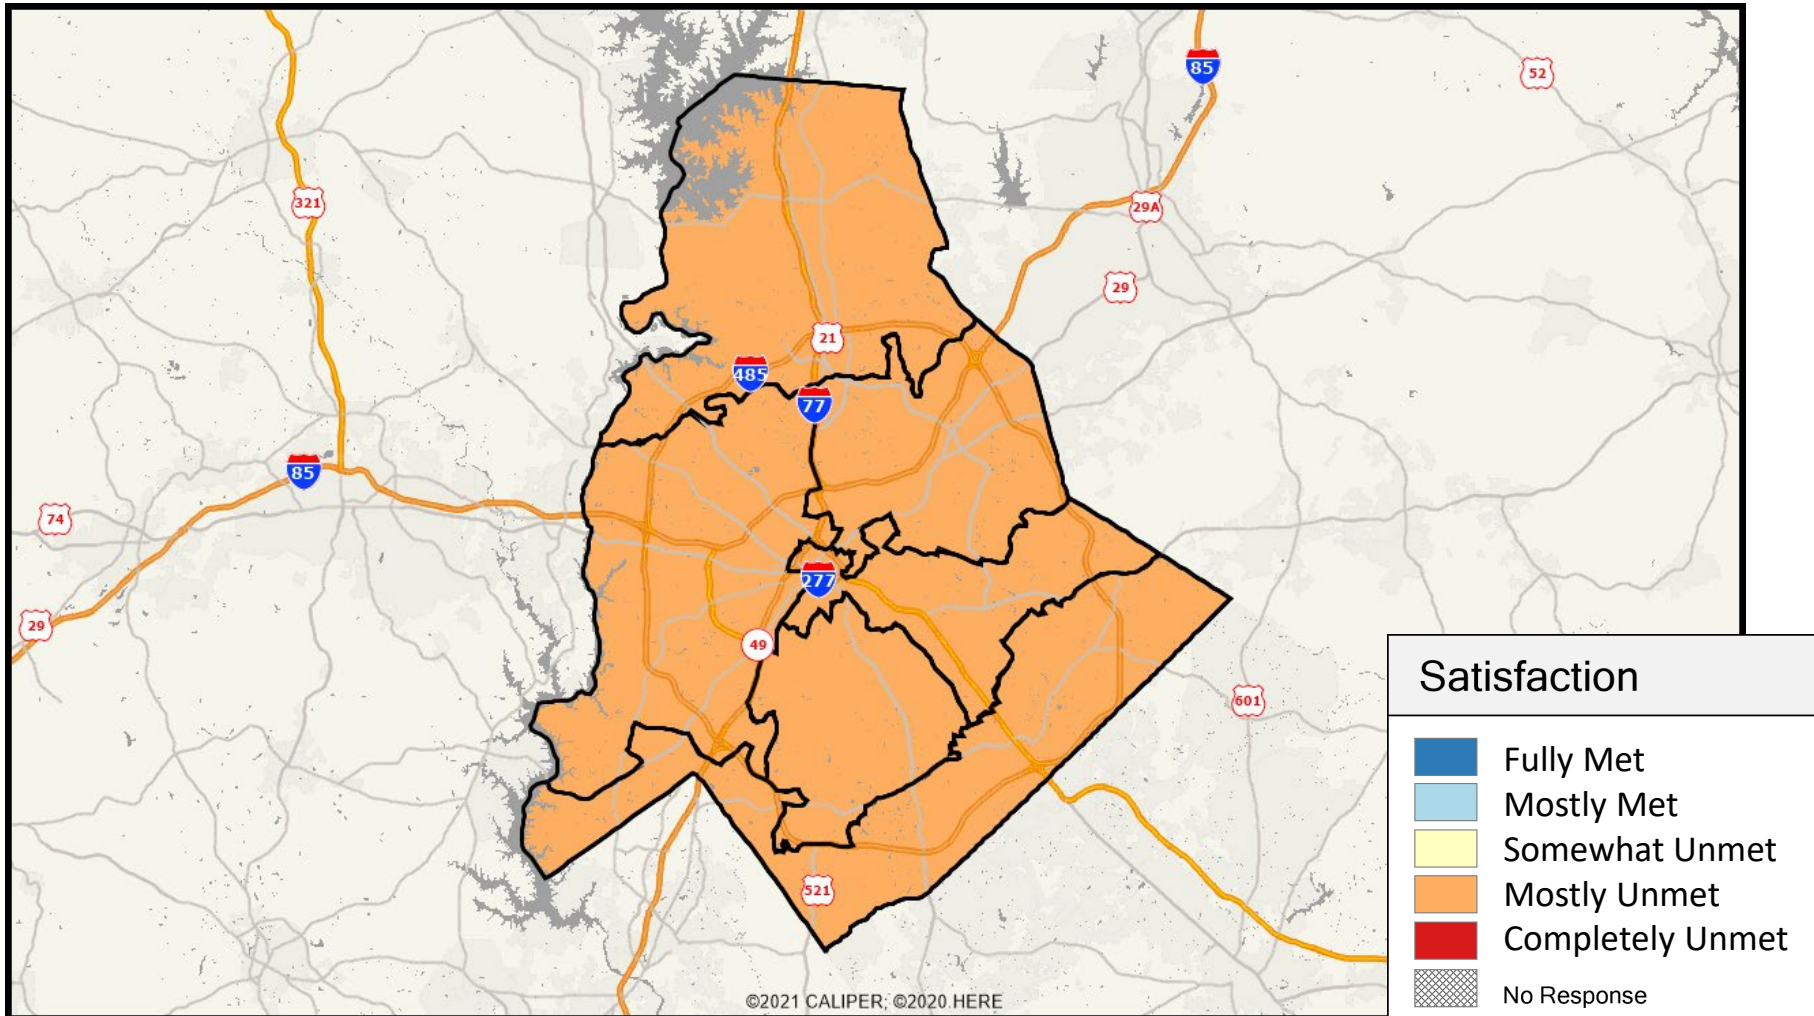 85
52
321
29A
29
21
485
77
85
74
277
29
49
601
521
©2021 CALIPER; ©2020 HERE
Satisfaction
Fully Met
Mostly Met
Somewhat Unmet
Mostly Unmet
Completely Unmet
No Response